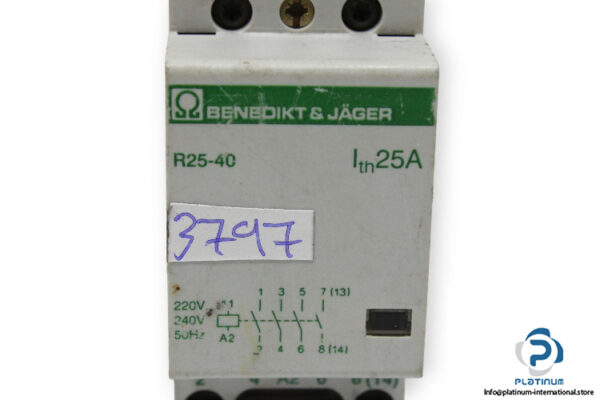 Ω BENEDIKT & JÄGER
R25-40 Ith25A
3797
1 3 5 7 (13)
220V A1
240V
50Hz A2 2 4 6 8 (14)
2 4 A2 6 8 (14)
PLATINUM
Info@platinum-international.store